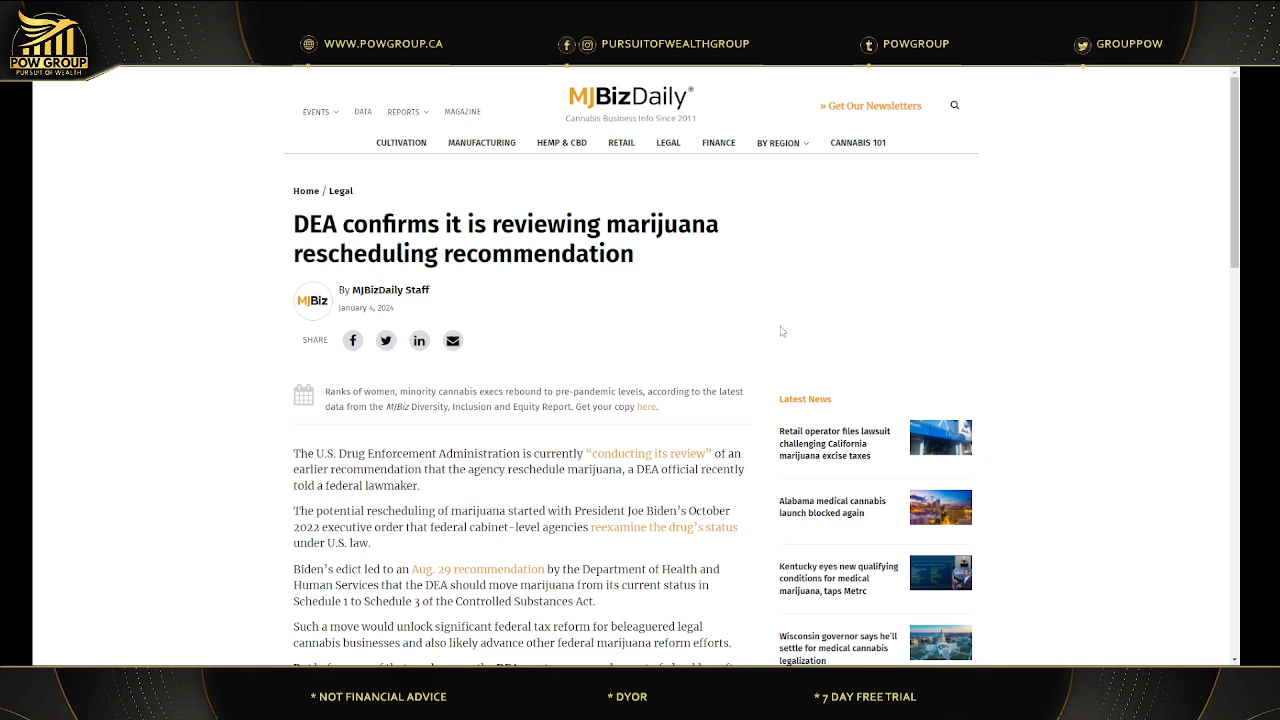 POW GROUP
PURSUIT OF WEALTH
WWW.POWGROUP.CA
PURSUITOFWEALTHGROUP
POWGROUP
GROUPPOW
EVENTS
DATA
REPORTS
MAGAZINE
MJBizDaily®
Cannabis Business Info Since 2011
» Get Our Newsletters
CULTIVATION
MANUFACTURING
HEMP & CBD
RETAIL
LEGAL
FINANCE
BY REGION
CANNABIS 101
Home / Legal
DEA confirms it is reviewing marijuana
rescheduling recommendation
MJBiz
By MJBizDaily Staff
January 4, 2024
SHARE
Ranks of women, minority cannabis execs rebound to pre-pandemic levels, according to the latest
data from the MJBiz Diversity, Inclusion and Equity Report. Get your copy here.
The U.S. Drug Enforcement Administration is currently “conducting its review” of an
earlier recommendation that the agency reschedule marijuana, a DEA official recently
told a federal lawmaker.
The potential rescheduling of marijuana started with President Joe Biden’s October
2022 executive order that federal cabinet-level agencies reexamine the drug’s status
under U.S. law.
Biden’s edict led to an Aug. 29 recommendation by the Department of Health and
Human Services that the DEA should move marijuana from its current status in
Schedule 1 to Schedule 3 of the Controlled Substances Act.
Such a move would unlock significant federal tax reform for beleaguered legal
cannabis businesses and also likely advance other federal marijuana reform efforts.
Latest News
Retail operator files lawsuit
challenging California
marijuana excise taxes
Alabama medical cannabis
launch blocked again
Kentucky eyes new qualifying
conditions for medical
marijuana, taps Metrc
Wisconsin governor says he’ll
settle for medical cannabis
legalization
* NOT FINANCIAL ADVICE
* DYOR
* 7 DAY FREE TRIAL